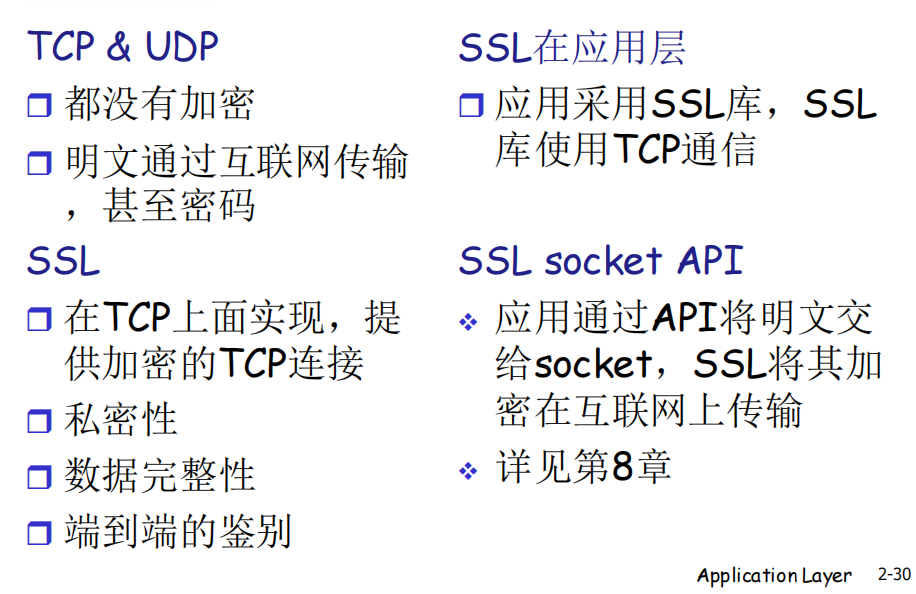 TCP & UDP
都没有加密
明文通过互联网传输
，甚至密码
SSL
在TCP上面实现，提
供加密的TCP连接
私密性
数据完整性
端到端的鉴别
SSL在应用层
应用采用SSL库，SSL
库使用TCP通信
SSL socket API
应用通过API将明文交
给socket，SSL将其加
密在互联网上传输
详见第8章
Application Layer 2-30